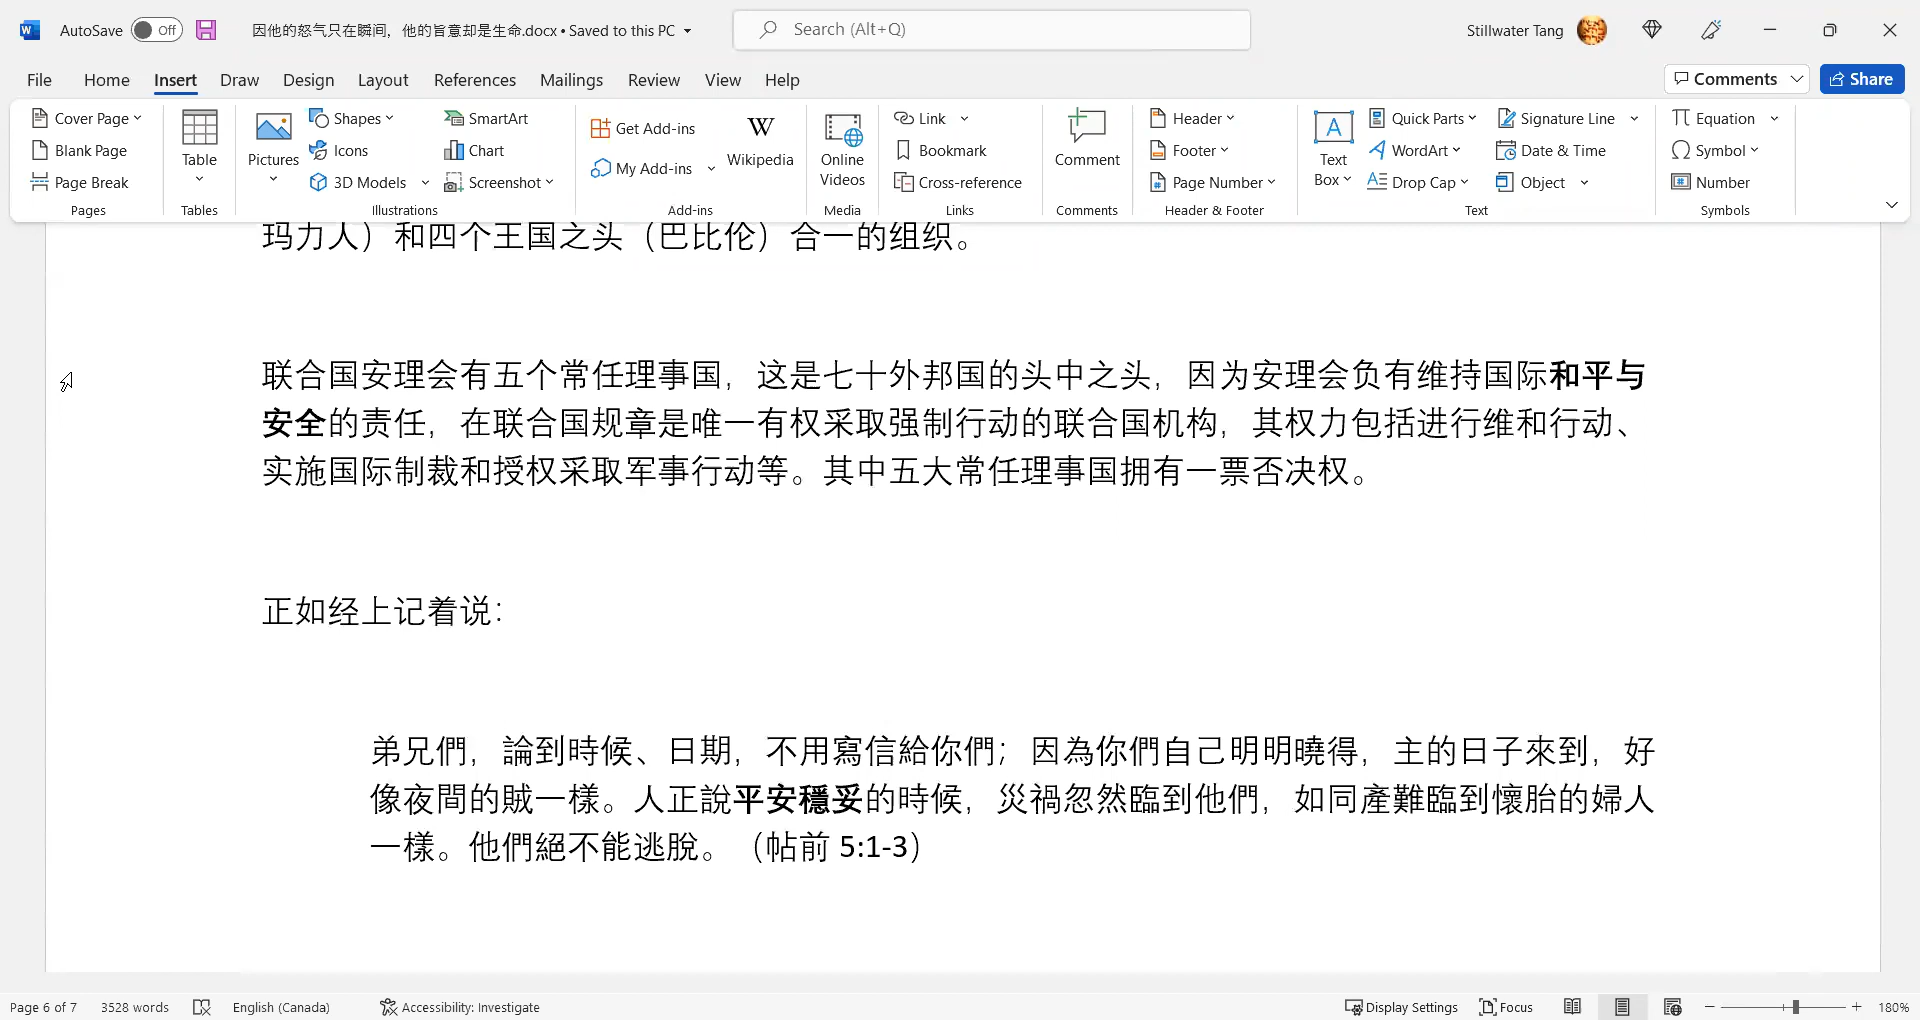 AutoSave Off 因他的怒气只在瞬间，他的旨意却是生命.docx • Saved to this PC Search (Alt+Q) Stillwater Tang
File Home Insert Draw Design Layout References Mailings Review View Help Comments Share
Cover Page
Blank Page
Page Break
Pages
Table
Tables
Pictures
Shapes
Icons
3D Models
SmartArt
Chart
Screenshot
Illustrations
Get Add-ins
My Add-ins
Wikipedia
Add-ins
Online
Videos
Media
Link
Bookmark
Cross-reference
Links
Comment
Comments
Header
Footer
Page Number
Header & Footer
Text
Box
Quick Parts
WordArt
Drop Cap
Signature Line
Date & Time
Object
Text
Equation
Symbol
Number
Symbols
玛力人）和四个王国之头（巴比伦）合一的组织。
联合国安理会有五个常任理事国，这是七十外邦国的头中之头，因为安理会负有维持国际和平与
安全的责任，在联合国规章是唯一有权采取强制行动的联合国机构，其权力包括进行维和行动、
实施国际制裁和授权采取军事行动等。其中五大常任理事国拥有一票否决权。
正如经上记着说：
弟兄們，論到時候、日期，不用寫信給你們；因為你們自己明明曉得，主的日子來到，好
像夜間的賊一樣。人正說平安穩妥的時候，災禍忽然臨到他們，如同產難臨到懷胎的婦人
一樣。他們絕不能逃脫。（帖前 5:1-3）
Page 6 of 7 3528 words English (Canada) Accessibility: Investigate Display Settings Focus 180%